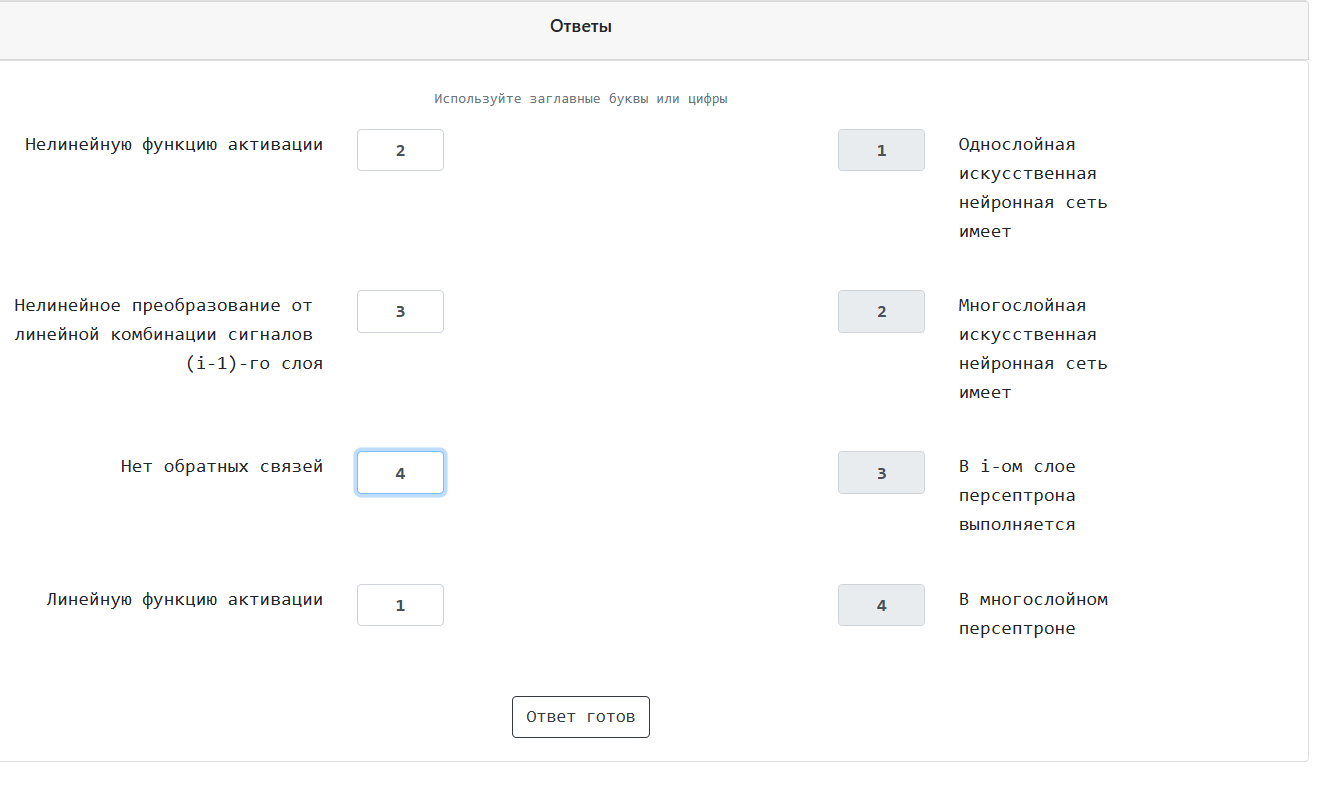 Ответы
Используйте заглавные буквы или цифры
Нелинейную функцию активации
2
1
Однослойная
искусственная
нейронная сеть
имеет
Нелинейное преобразование от
линейной комбинации сигналов
(i-1)-го слоя
3
2
Многослойная
искусственная
нейронная сеть
имеет
Нет обратных связей
4
3
В i-ом слое
персептрона
выполняется
Линейную функцию активации
1
4
В многослойном
персептроне
Ответ готов